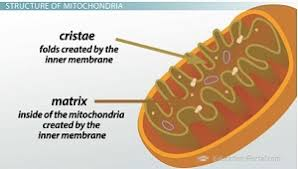 STRUCTURE OF MITOCHONDRIA
cristae
folds created by the
inner membrane
matrix
inside of the mitochondria
created by the
inner membrane